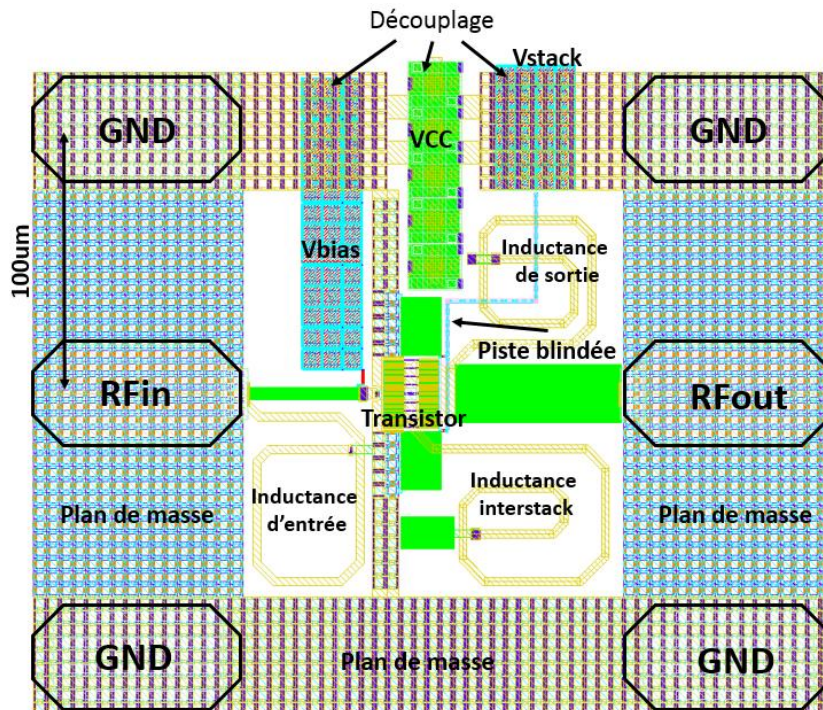 Découplage
Vstack
GND
VCC
GND
100um
Vbias
Inductance
de sortie
Piste blindée
RFin
Transistor
RFout
Inductance
d'entrée
Inductance
interstack
Plan de masse
Plan de masse
GND
Plan de masse
GND